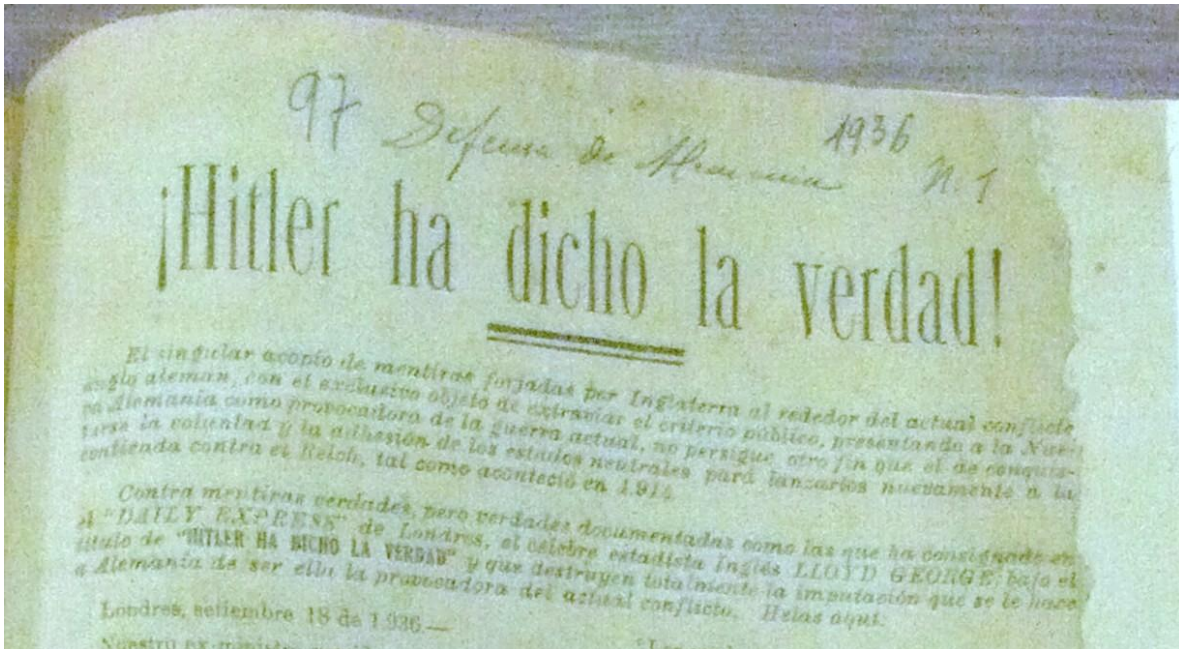 97 Defensa de Alemania 1936 N. 1
¡Hitler ha dicho la verdad!
El singular acopio de mentiras forjadas por Inglaterra al rededor del actual conflicto
anglo aleman, con el exclusivo objeto de extraviar el criterio público, presentando a la Nue-
va Alemania como provocadora de la guerra actual, no persigue otro fin que el de conquis-
tarse la voluntad y la adhesión de los estados neutrales para lanzarlos nuevamente a la
contienda contra el Reich, tal como aconteció en 1914.
Contra mentiras verdades, pero verdades documentadas como las que ha consignado en
el "DAILY EXPRESS" de Londres, el célebre estadista inglés LLOYD GEORGE, bajo el
título de "HITLER HA DICHO LA VERDAD" y que destruyen totalmente la imputación que se le hace
a Alemania de ser ella la provocadora del actual conflicto. Helas aquí:
Londres, setiembre 18 de 1936.—
Nuestro